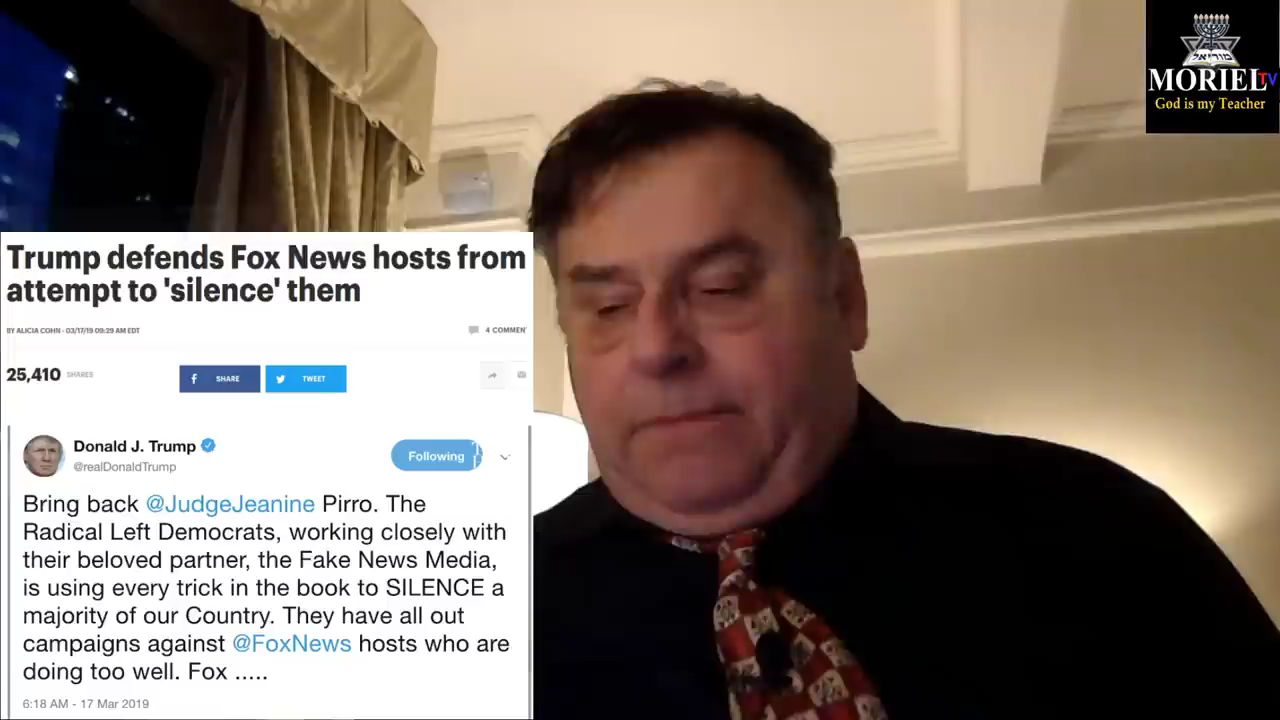 מוריאל
MORIEL TV
God is my Teacher
Trump defends Fox News hosts from
attempt to 'silence' them
BY ALICIA COHN - 03/17/19 09:29 AM EDT
4 COMMEN
25,410 SHARES
SHARE
TWEET
Donald J. Trump
@realDonaldTrump
Following
Bring back @JudgeJeanine Pirro. The
Radical Left Democrats, working closely with
their beloved partner, the Fake News Media,
is using every trick in the book to SILENCE a
majority of our Country. They have all out
campaigns against @FoxNews hosts who are
doing too well. Fox .....
6:18 AM - 17 Mar 2019